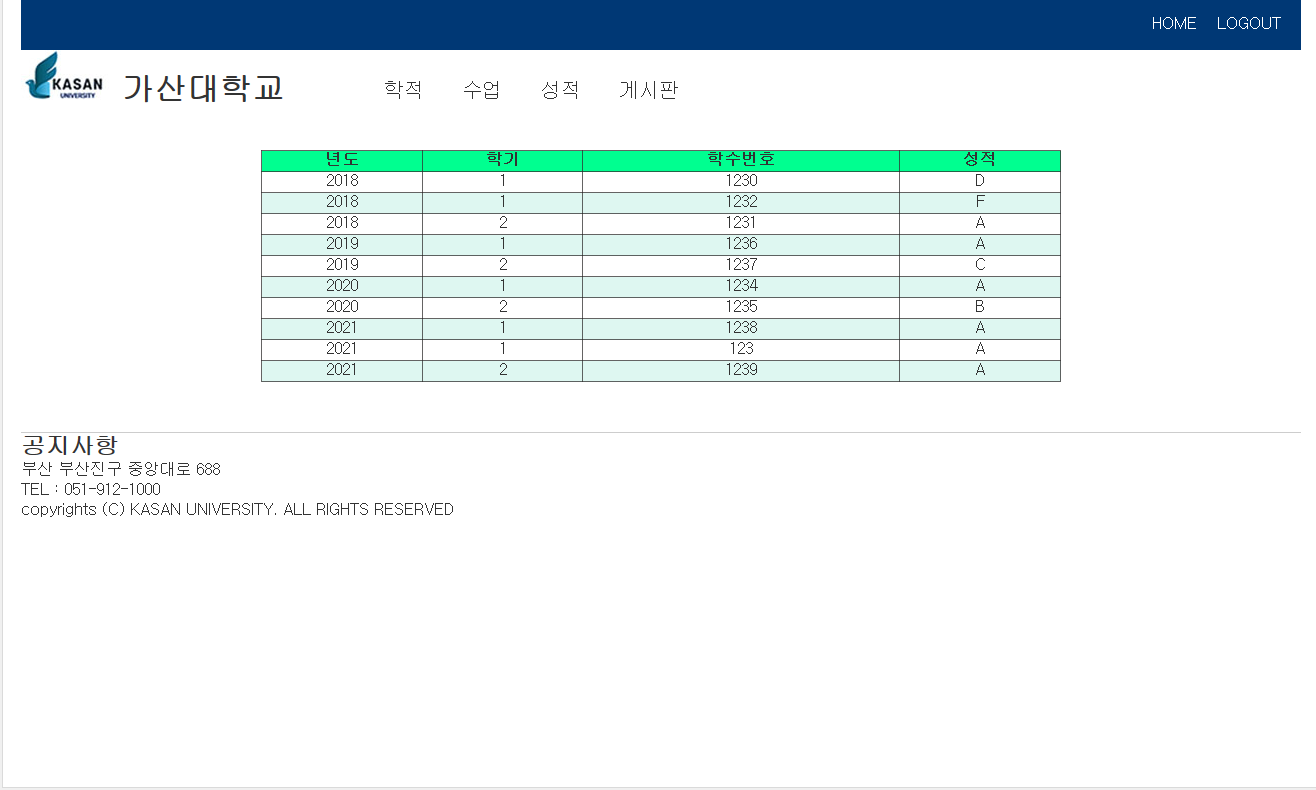 HOME LOGOUT
KASAN
UNIVERSITY
가산대학교 학적 수업 성적 게시판
년도 학기 학수번호 성적
2018 1 1230 D
2018 1 1232 F
2018 2 1231 A
2019 1 1236 A
2019 2 1237 C
2020 1 1234 A
2020 2 1235 B
2021 1 1238 A
2021 1 123 A
2021 2 1239 A
공지사항
부산 부산진구 중앙대로 688
TEL : 051-912-1000
copyrights (C) KASAN UNIVERSITY. ALL RIGHTS RESERVED